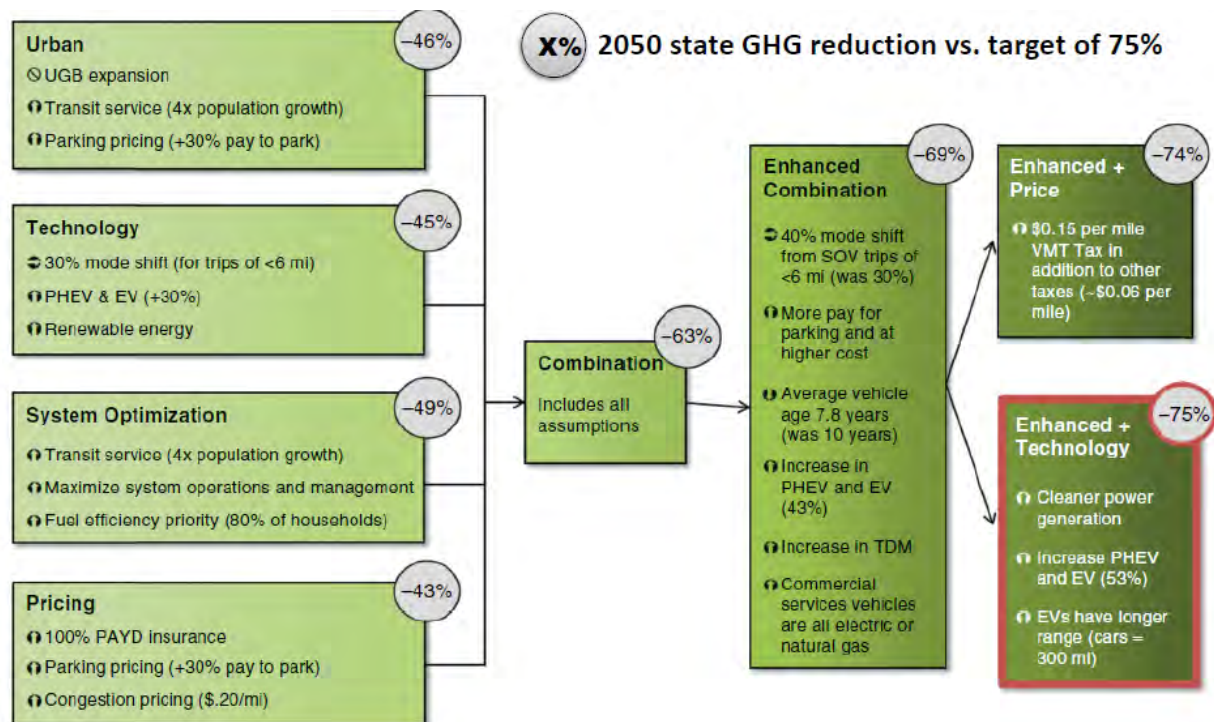 X% 2050 state GHG reduction vs. target of 75%
Urban
−46%
UGB expansion
Transit service (4x population growth)
Parking pricing (+30% pay to park)
Technology
−45%
30% mode shift (for trips of <6 mi)
PHEV & EV (+30%)
Renewable energy
System Optimization
−49%
Transit service (4x population growth)
Maximize system operations and management
Fuel efficiency priority (80% of households)
Pricing
−43%
100% PAYD insurance
Parking pricing (+30% pay to park)
Congestion pricing ($.20/mi)
Combination
−63%
Includes all
assumptions
Enhanced
Combination
−69%
40% mode shift
from SOV trips of
<6 mi (was 30%)
More pay for
parking and at
higher cost
Average vehicle
age 7.8 years
(was 10 years)
Increase in
PHEV and EV
(43%)
Increase in TDM
Commercial
services vehicles
are all electric or
natural gas
Enhanced +
Price
−74%
$0.15 per mile
VMT Tax in
addition to other
taxes (~$0.06 per
mile)
Enhanced +
Technology
−75%
Cleaner power
generation
Increase PHEV
and EV (53%)
EVs have longer
range (cars =
300 mi)